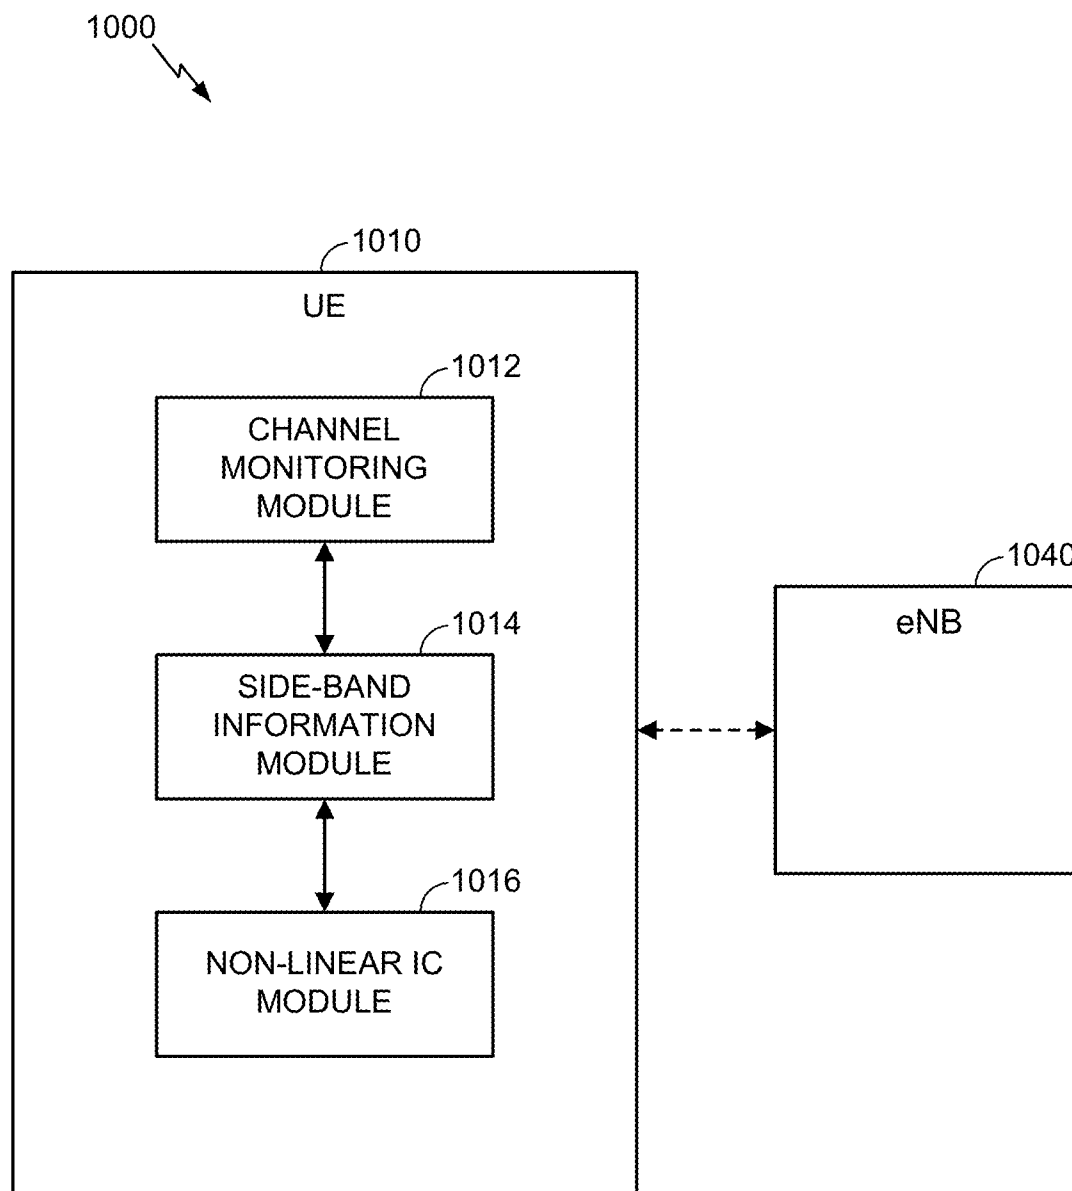 1000
1010
UE
1012
CHANNEL
MONITORING
MODULE
1040
eNB
1014
SIDE-BAND
INFORMATION
MODULE
1016
NON-LINEAR IC
MODULE